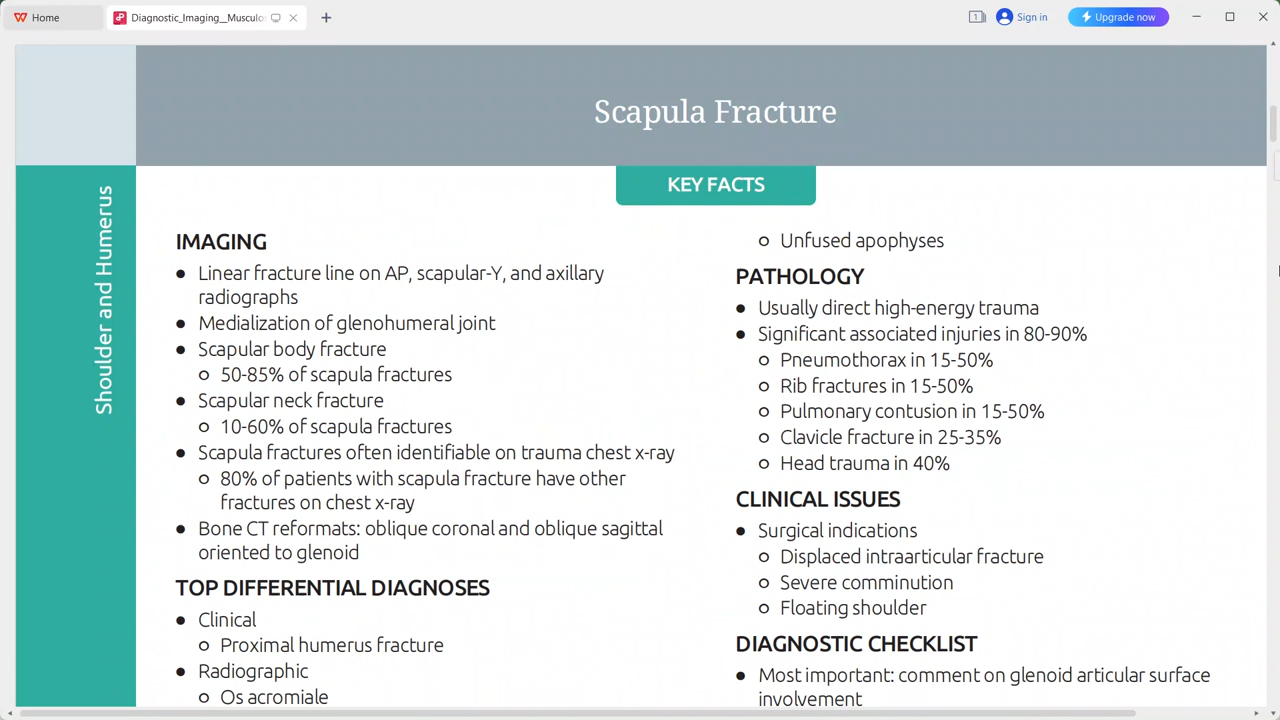 Home
Diagnostic_Imaging__Musculo
1
Sign in
Upgrade now
Scapula Fracture
Shoulder and Humerus
KEY FACTS
IMAGING
• Linear fracture line on AP, scapular-Y, and axillary
radiographs
• Medialization of glenohumeral joint
• Scapular body fracture
o 50-85% of scapula fractures
• Scapular neck fracture
o 10-60% of scapula fractures
• Scapula fractures often identifiable on trauma chest x-ray
o 80% of patients with scapula fracture have other
fractures on chest x-ray
• Bone CT reformats: oblique coronal and oblique sagittal
oriented to glenoid
TOP DIFFERENTIAL DIAGNOSES
• Clinical
o Proximal humerus fracture
• Radiographic
o Os acromiale
o Unfused apophyses
PATHOLOGY
• Usually direct high-energy trauma
• Significant associated injuries in 80-90%
o Pneumothorax in 15-50%
o Rib fractures in 15-50%
o Pulmonary contusion in 15-50%
o Clavicle fracture in 25-35%
o Head trauma in 40%
CLINICAL ISSUES
• Surgical indications
o Displaced intraarticular fracture
o Severe comminution
o Floating shoulder
DIAGNOSTIC CHECKLIST
• Most important: comment on glenoid articular surface
involvement